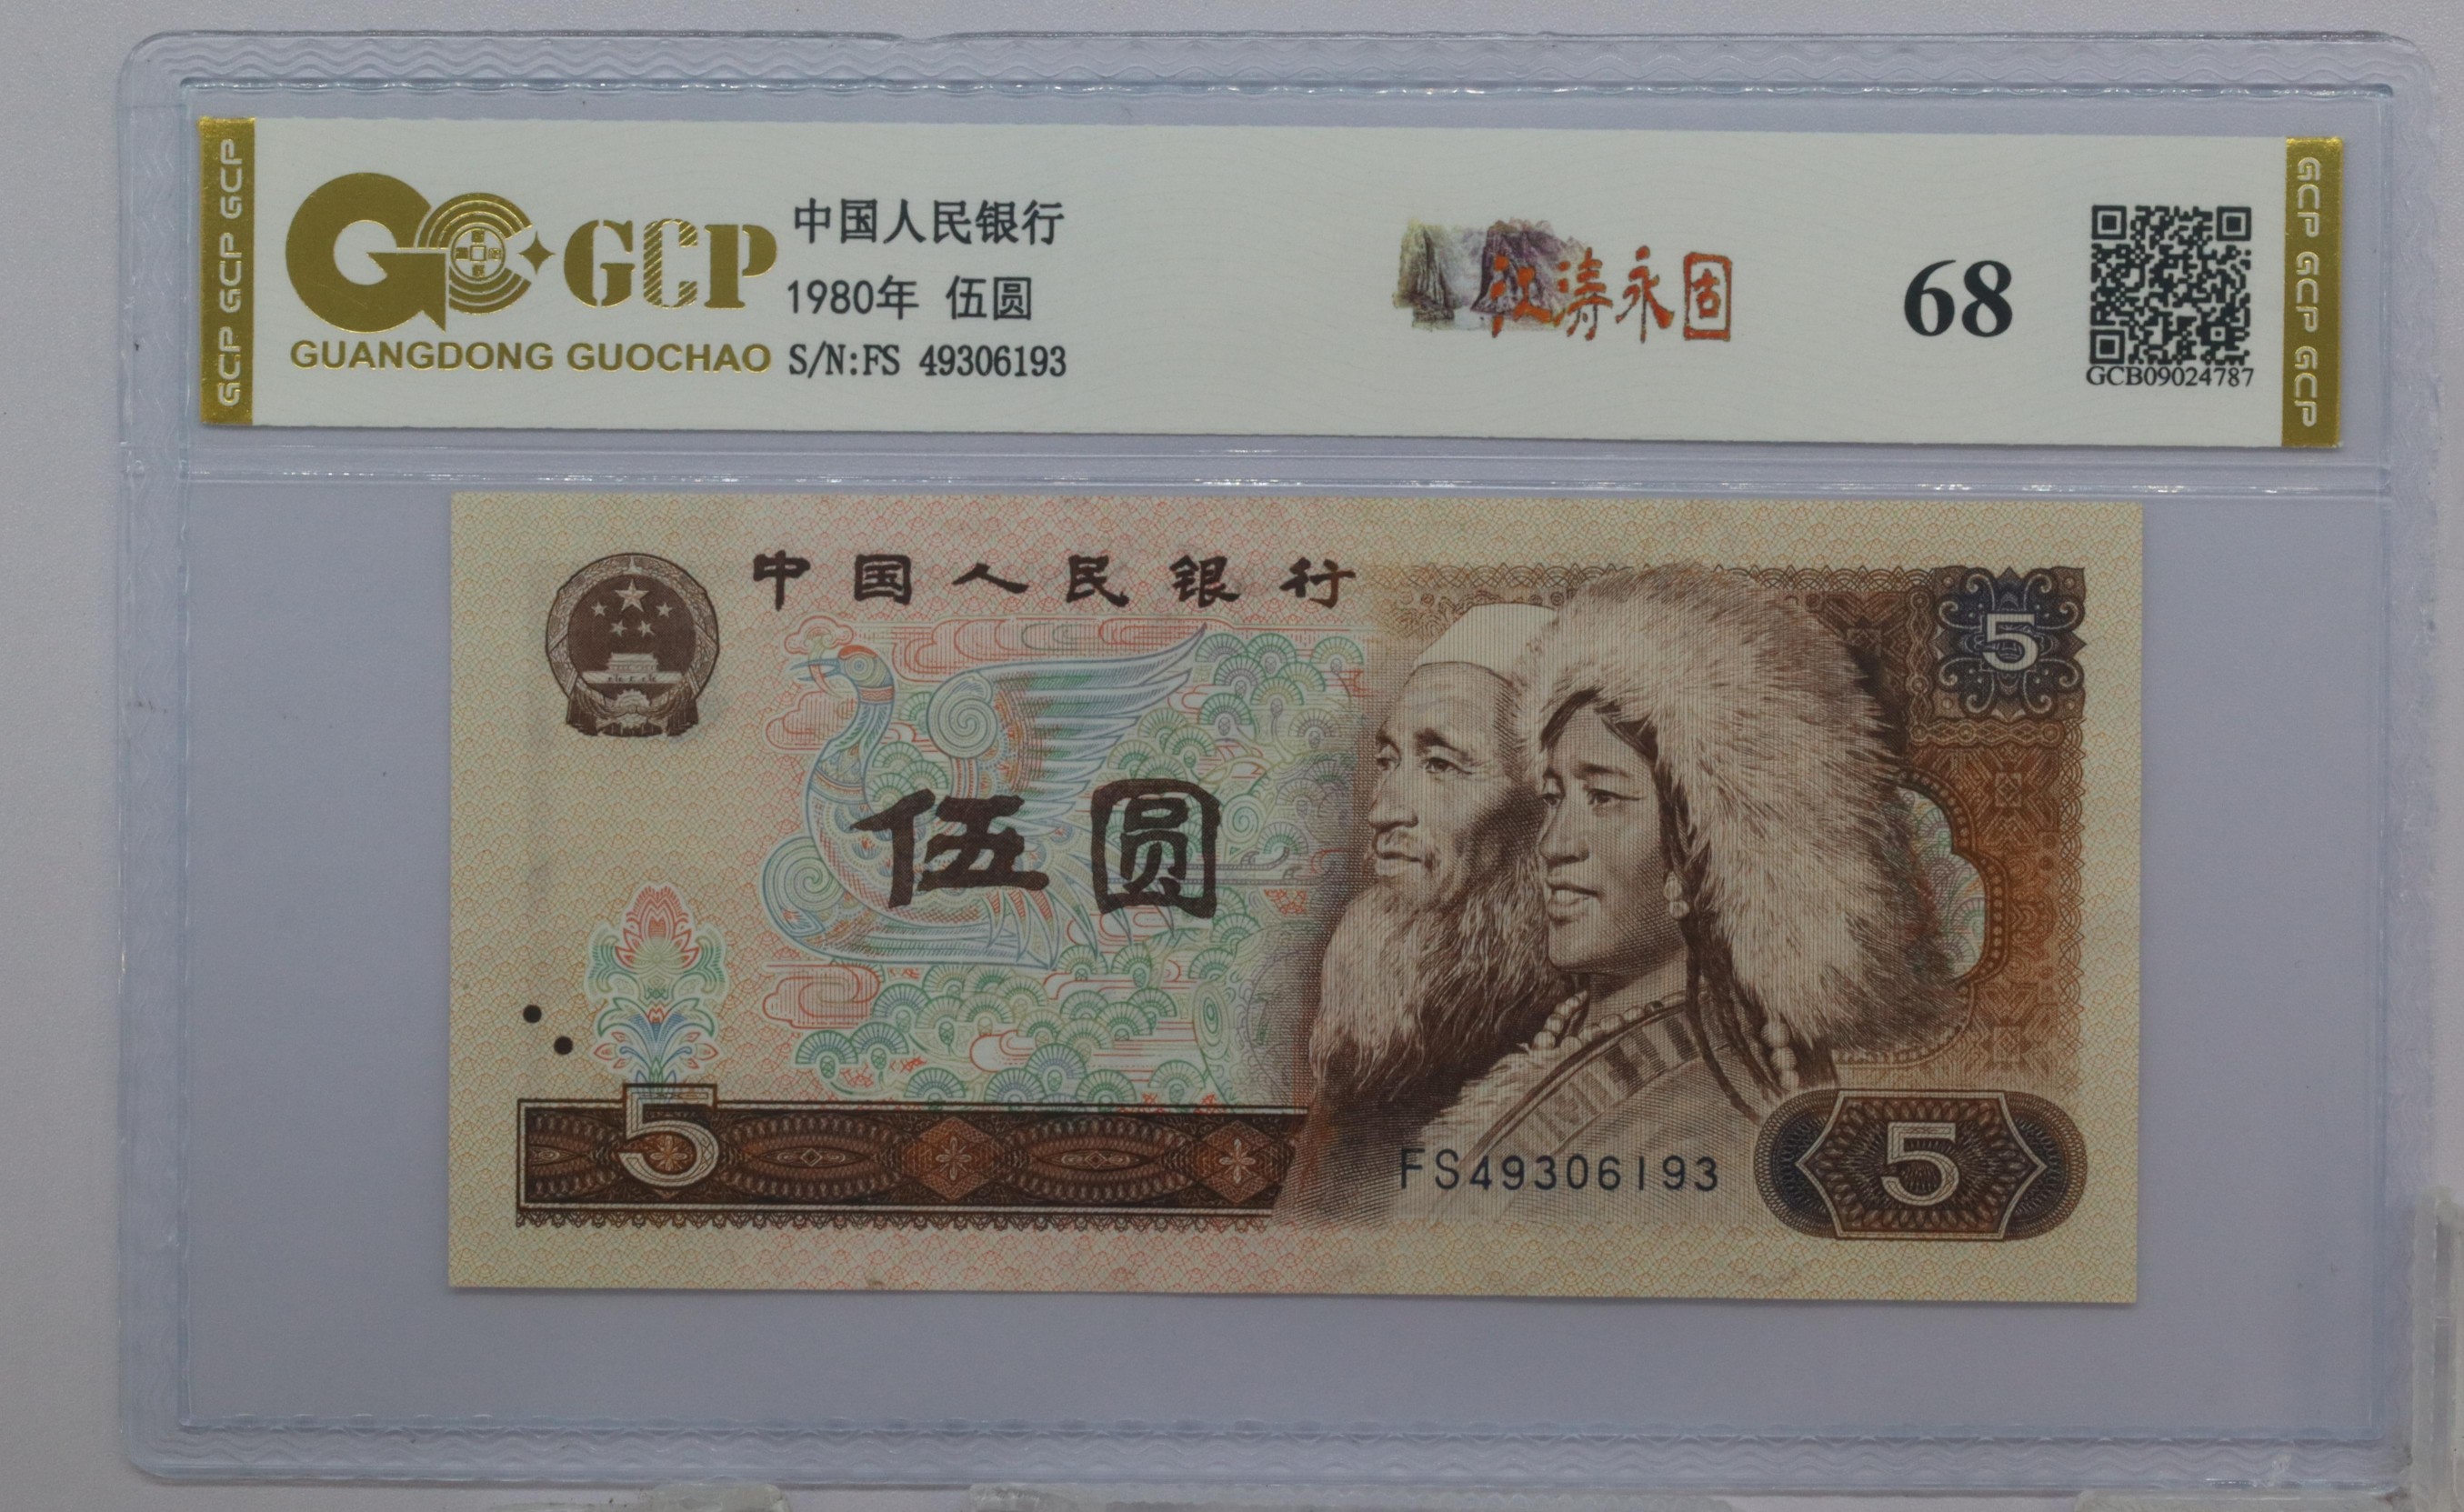 GCP GCP GCP
GCP
GUANGDONG GUOCHAO
中国人民银行
1980年 伍圆
S/N:FS 49306193
江涛永固
68
GCB09024787
GCP GCP GCP
中国人民银行
5
伍圆
5
FS49306193
5